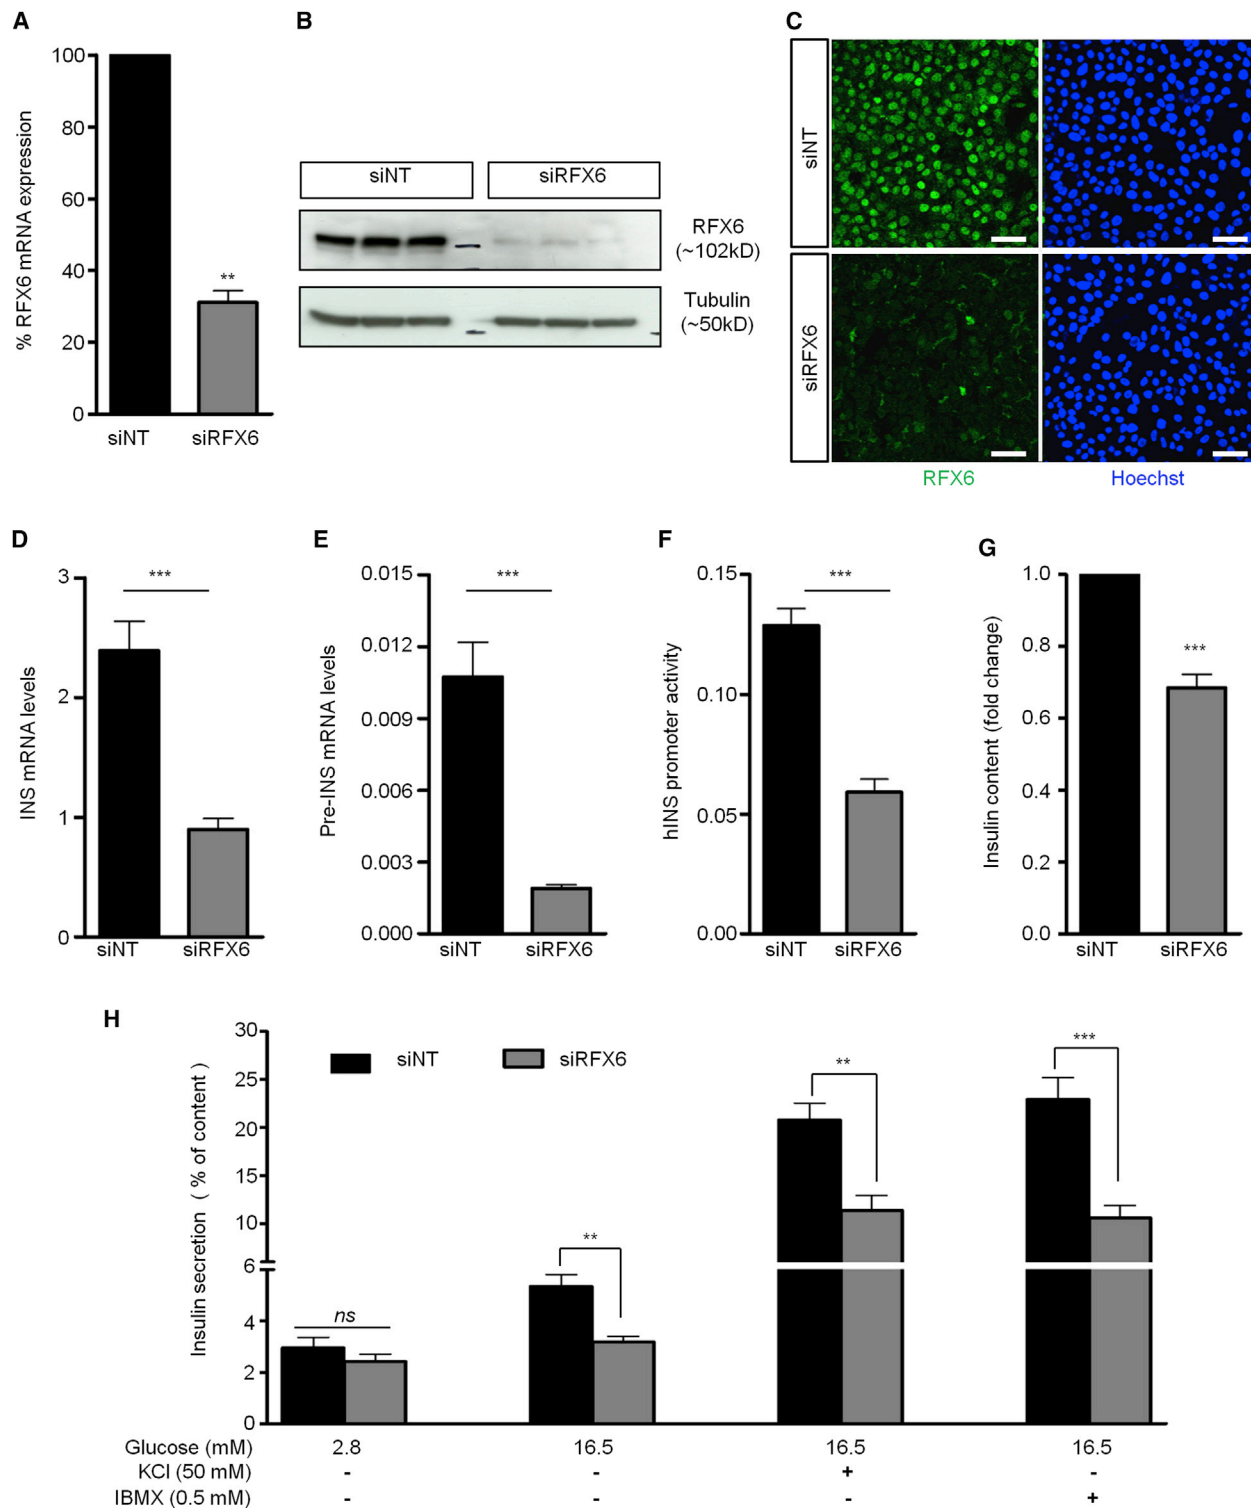 A
% RFX6 mRNA expression
100
80
60
40
20
0
**
siNT siRFX6
B
siNT siRFX6
RFX6
(~102kD)
Tubulin
(~50kD)
C
siNT
siRFX6
RFX6 Hoechst
D
INS mRNA levels
3
2
1
0
***
siNT siRFX6
E
Pre-INS mRNA levels
0.015
0.012
0.009
0.006
0.003
0.000
***
siNT siRFX6
F
hINS promoter activity
0.15
0.10
0.05
0.00
***
siNT siRFX6
G
Insulin content (fold change)
1.0
0.8
0.6
0.4
0.2
0.0
***
siNT siRFX6
H
Insulin secretion ( % of content )
30
25
20
15
10
6
4
2
0
siNT siRFX6
ns
**
**
***
Glucose (mM) 2.8 16.5 16.5 16.5
KCl (50 mM) - - + -
IBMX (0.5 mM) - - - +